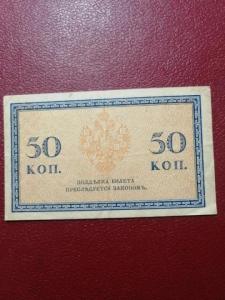 50 50
КОП. КОП.
ПОДДѢЛКА БИЛЕТА
ПРЕСЛѢДУЕТСЯ ЗАКОНОМЪ.